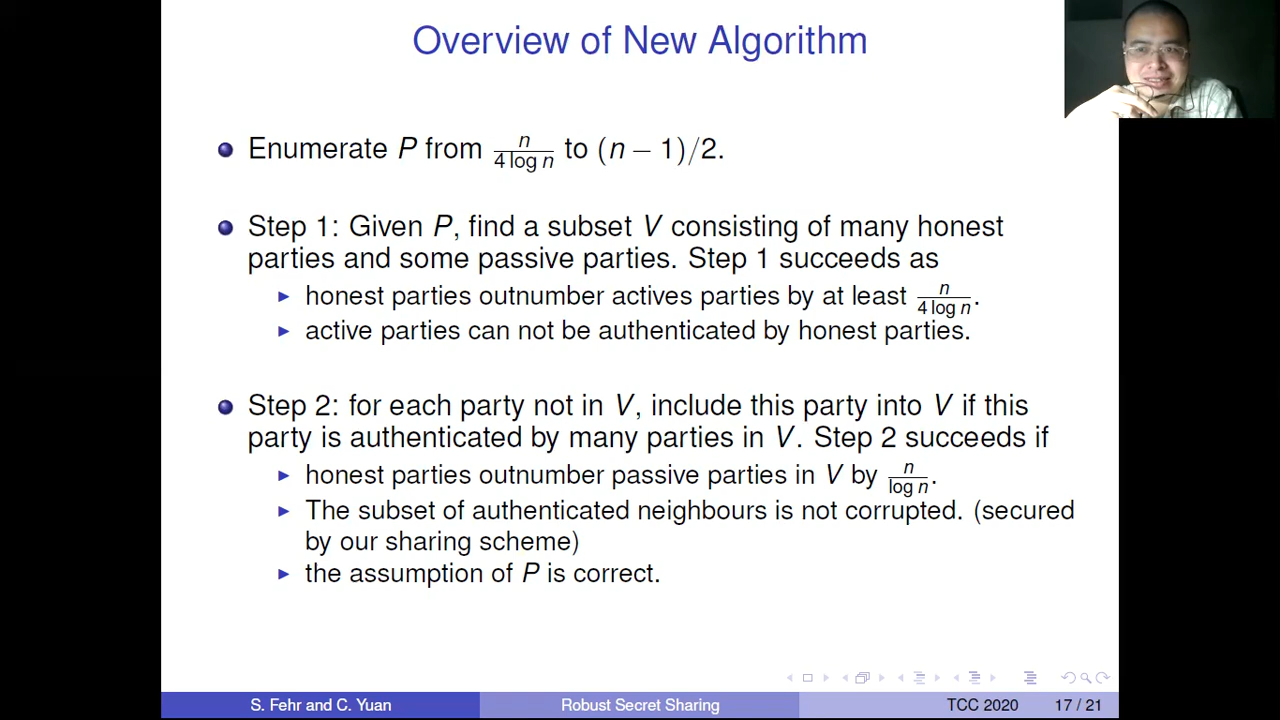 Overview of New Algorithm
Enumerate P from n/(4 log n) to (n − 1)/2.
Step 1: Given P, find a subset V consisting of many honest
parties and some passive parties. Step 1 succeeds as
honest parties outnumber actives parties by at least n/(4 log n).
active parties can not be authenticated by honest parties.
Step 2: for each party not in V, include this party into V if this
party is authenticated by many parties in V. Step 2 succeeds if
honest parties outnumber passive parties in V by n/(log n).
The subset of authenticated neighbours is not corrupted. (secured
by our sharing scheme)
the assumption of P is correct.
S. Fehr and C. Yuan Robust Secret Sharing TCC 2020 17 / 21